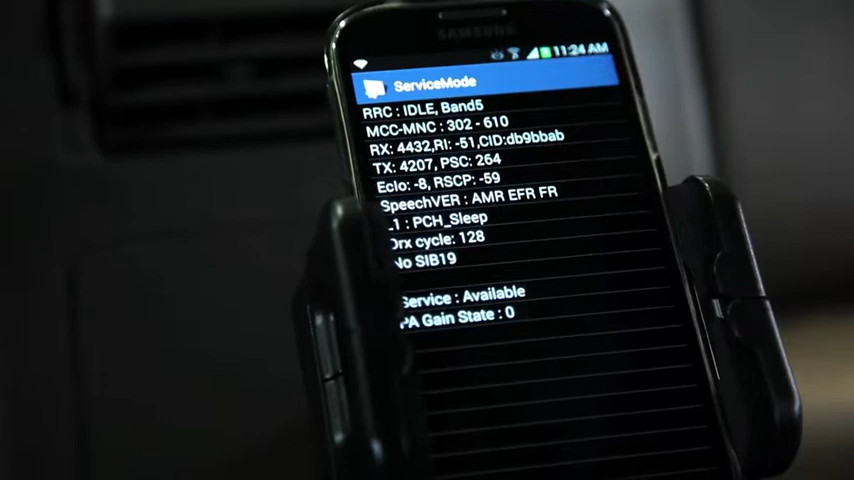 SAMSUNG
11:24 AM
ServiceMode
RRC : IDLE, Band5
MCC-MNC : 302 - 610
RX: 4432,RI: -51,CID:db9bbab
TX: 4207, PSC: 264
EcIo: -8, RSCP: -59
SpeechVER : AMR EFR FR
L1 : PCH_Sleep
Drx cycle: 128
No SIB19
Service : Available
PA Gain State : 0